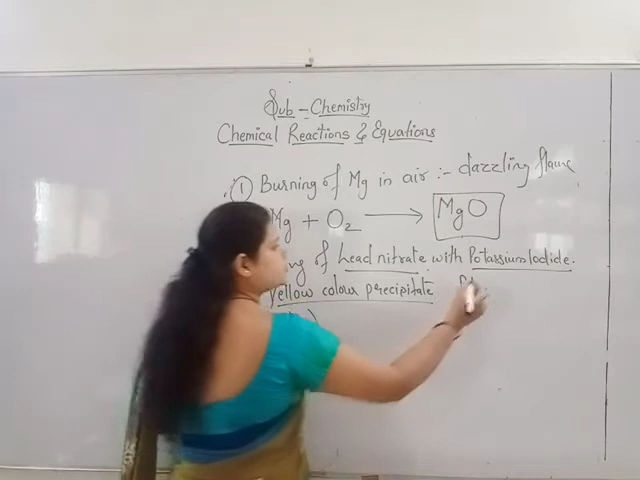 Sub - Chemistry
Chemical Reactions & Equations
① Burning of Mg in air :- dazzling flame
Mg + O₂ → MgO
of Lead nitrate with Potassium Iodide.
Yellow colour precipitate